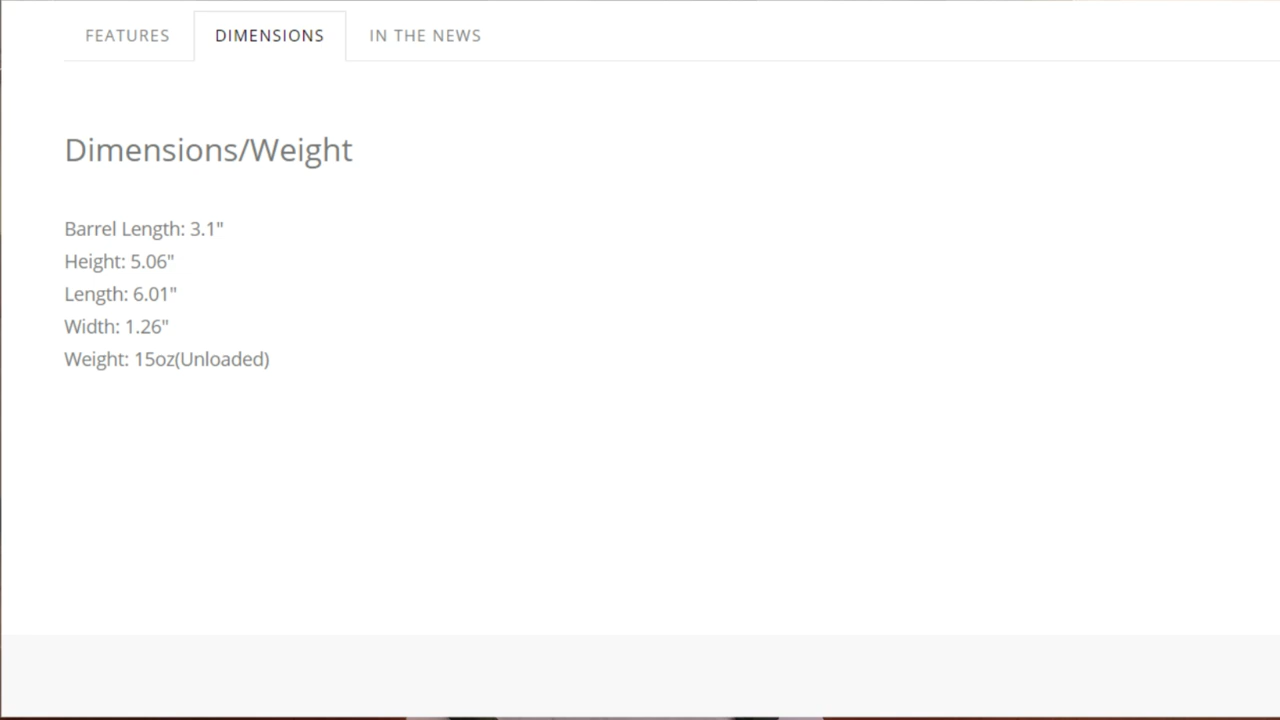 FEATURES DIMENSIONS IN THE NEWS
Dimensions/Weight
Barrel Length: 3.1"
Height: 5.06"
Length: 6.01"
Width: 1.26"
Weight: 15oz(Unloaded)